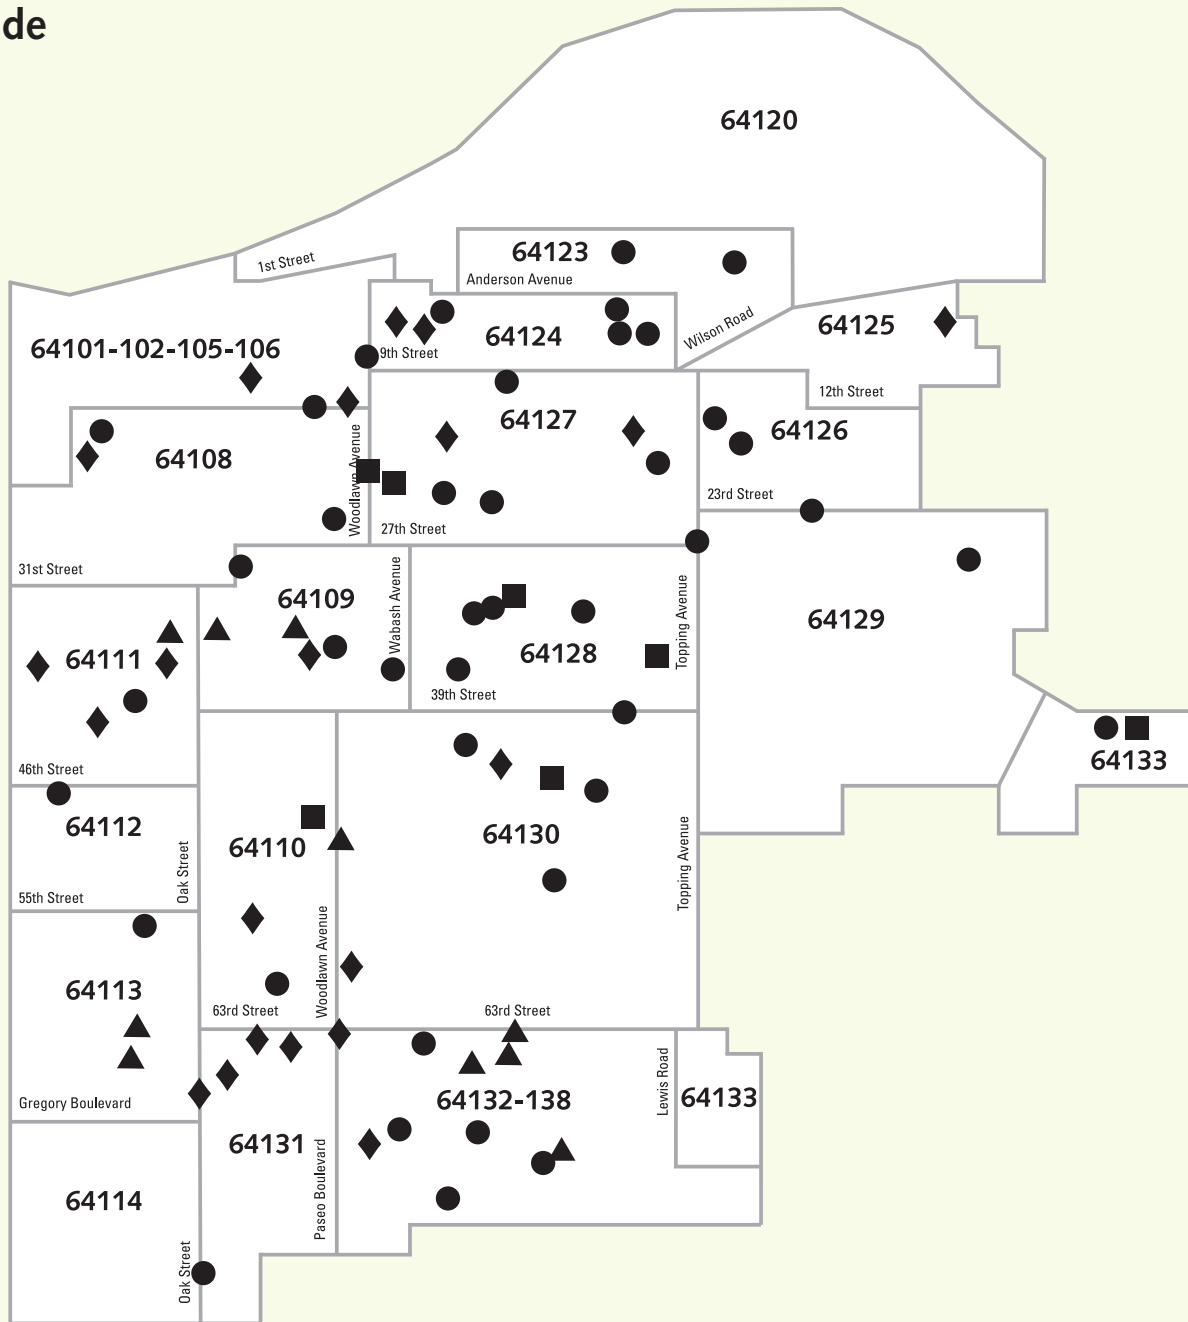 de
64120
64123
1st Street
Anderson Avenue
Wilson Road
64125
64124
64101-102-105-106
9th Street
12th Street
64127
64126
64108
Woodlawn Avenue
23rd Street
27th Street
31st Street
64109
Wabash Avenue
Topping Avenue
64129
64111
64128
39th Street
46th Street
64133
64112
64110
64130
Oak Street
Topping Avenue
55th Street
Woodlawn Avenue
64113
63rd Street
63rd Street
Gregory Boulevard
64132-138
Lewis Road
64133
64131
Paseo Boulevard
64114
Oak Street